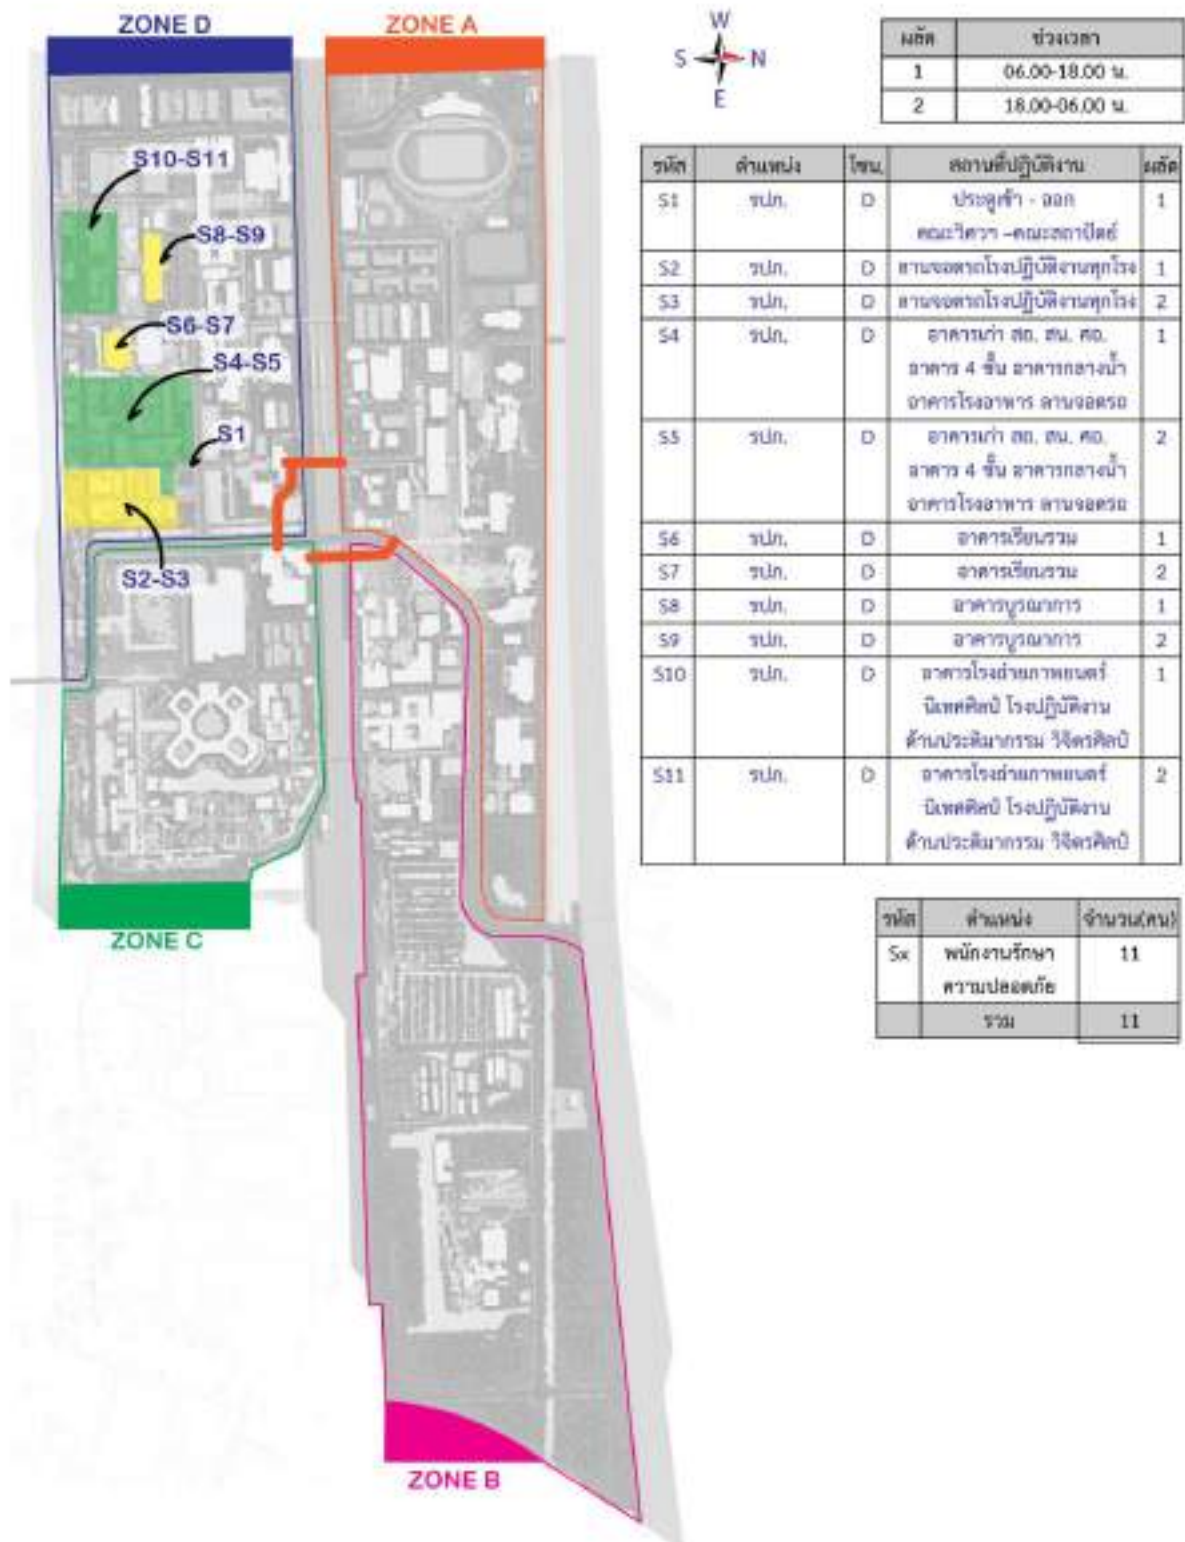 ZONE D
ZONE A
S10-S11
S8-S9
S6-S7
S4-S5
S1
S2-S3
ZONE C
ZONE B
W
S N
E
ผลัด ช่วงเวลา
1 06.00-18.00 น.
2 18.00-06.00 น.
รหัส ตำแหน่ง โซน. สถานที่ปฏิบัติงาน ผลัด
S1 รปภ. D ประตูเข้า - ออก 1
คณะวิศวฯ -คณะสถาปัตย์
S2 รปภ. D ลานจอดรถโรงปฏิบัติงานทุกโรง 1
S3 รปภ. D ลานจอดรถโรงปฏิบัติงานทุกโรง 2
S4 รปภ. D อาคารเก่า สถ. สน. ศอ. 1
อาคาร 4 ชั้น อาคารกลางน้ำ
อาคารโรงอาหาร ลานจอดรถ
S5 รปภ. D อาคารเก่า สถ. สน. ศอ. 2
อาคาร 4 ชั้น อาคารกลางน้ำ
อาคารโรงอาหาร ลานจอดรถ
S6 รปภ. D อาคารเรียนรวม 1
S7 รปภ. D อาคารเรียนรวม 2
S8 รปภ. D อาคารบูรณาการ 1
S9 รปภ. D อาคารบูรณาการ 2
S10 รปภ. D อาคารโรงถ่ายภาพยนตร์ 1
นิเทศศิลป์ โรงปฏิบัติงาน
ด้านประติมากรรม วิจิตรศิลป์
S11 รปภ. D อาคารโรงถ่ายภาพยนตร์ 2
นิเทศศิลป์ โรงปฏิบัติงาน
ด้านประติมากรรม วิจิตรศิลป์
รหัส ตำแหน่ง จำนวน(คน)
Sx พนักงานรักษา 11
ความปลอดภัย
รวม 11